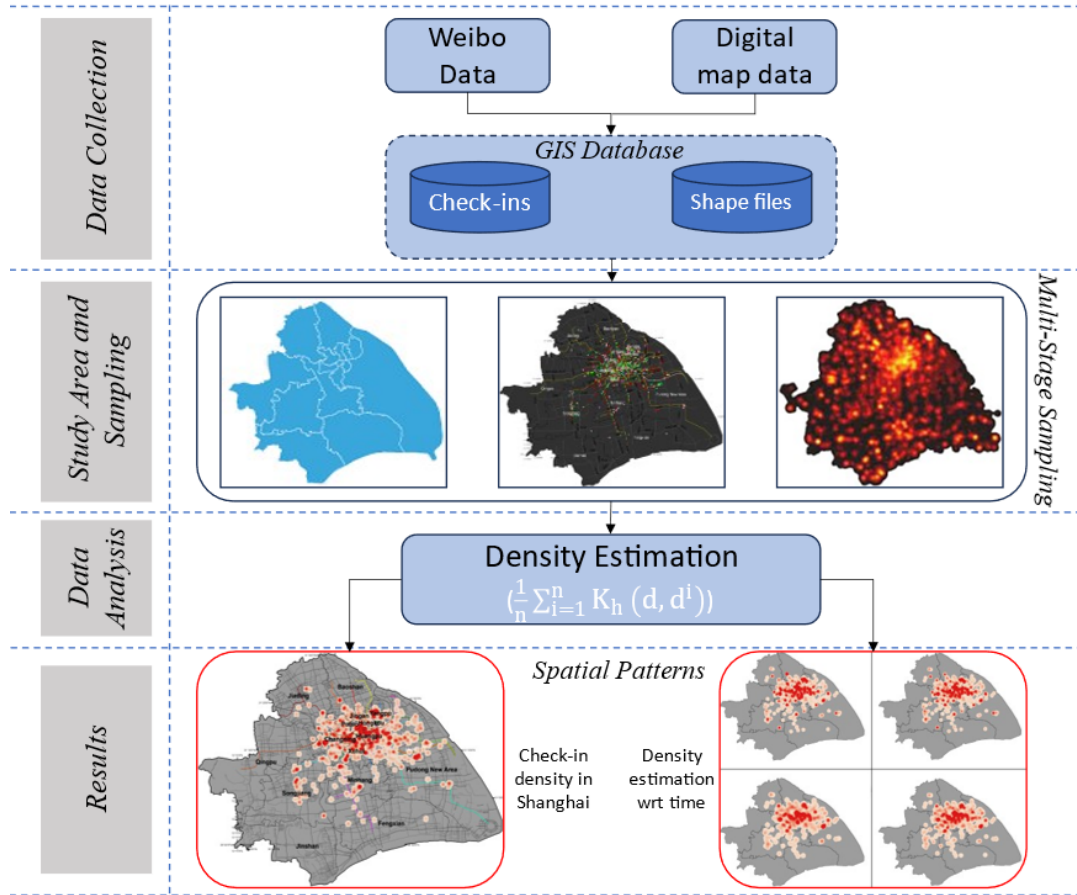 Data Collection
Weibo
Data
Digital
map data
GIS Database
Check-ins
Shape files
Study Area and
Sampling
Multi-Stage Sampling
Data
Analysis
Density Estimation
(1/n ∑ⁿᵢ₌₁ Kₕ (d, dⁱ))
Results
Spatial Patterns
Check-in
density in
Shanghai
Density
estimation
wrt time
Jiading
Baoshan
Qingpu
Pudong New Area
Minhang
Songjiang
Fengxian
Jinshan